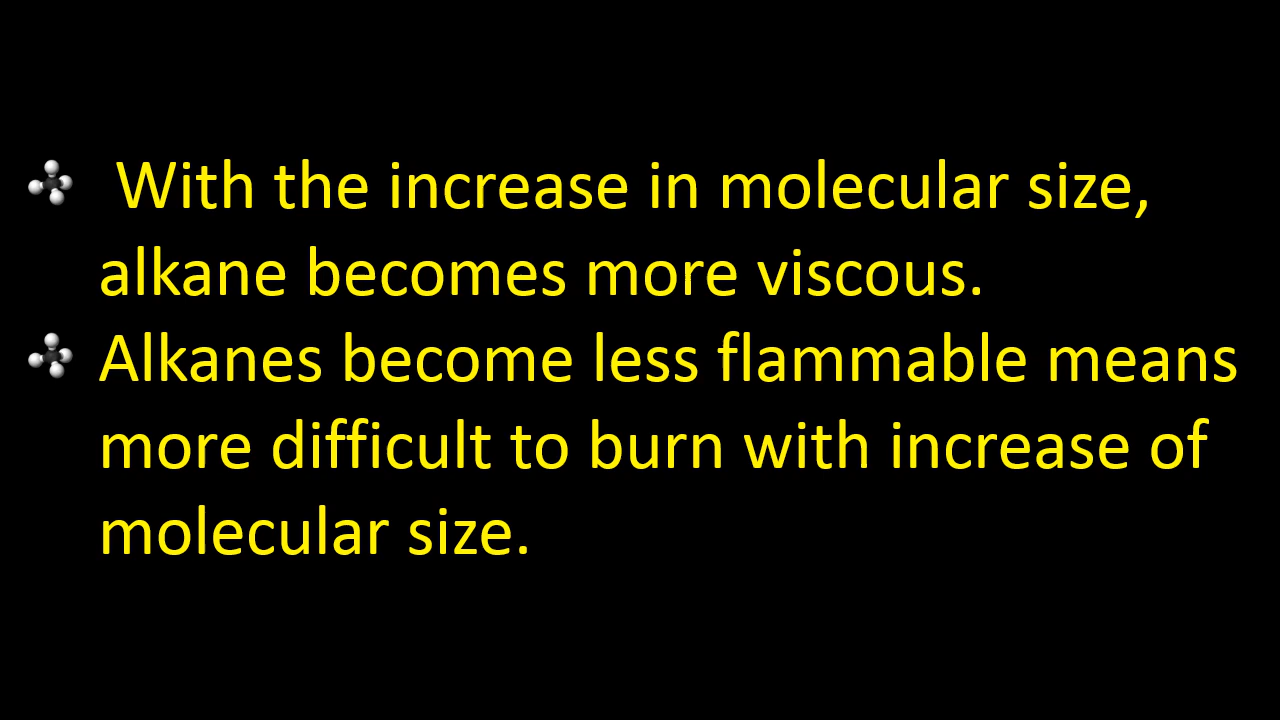 With the increase in molecular size,
alkane becomes more viscous.
Alkanes become less flammable means
more difficult to burn with increase of
molecular size.